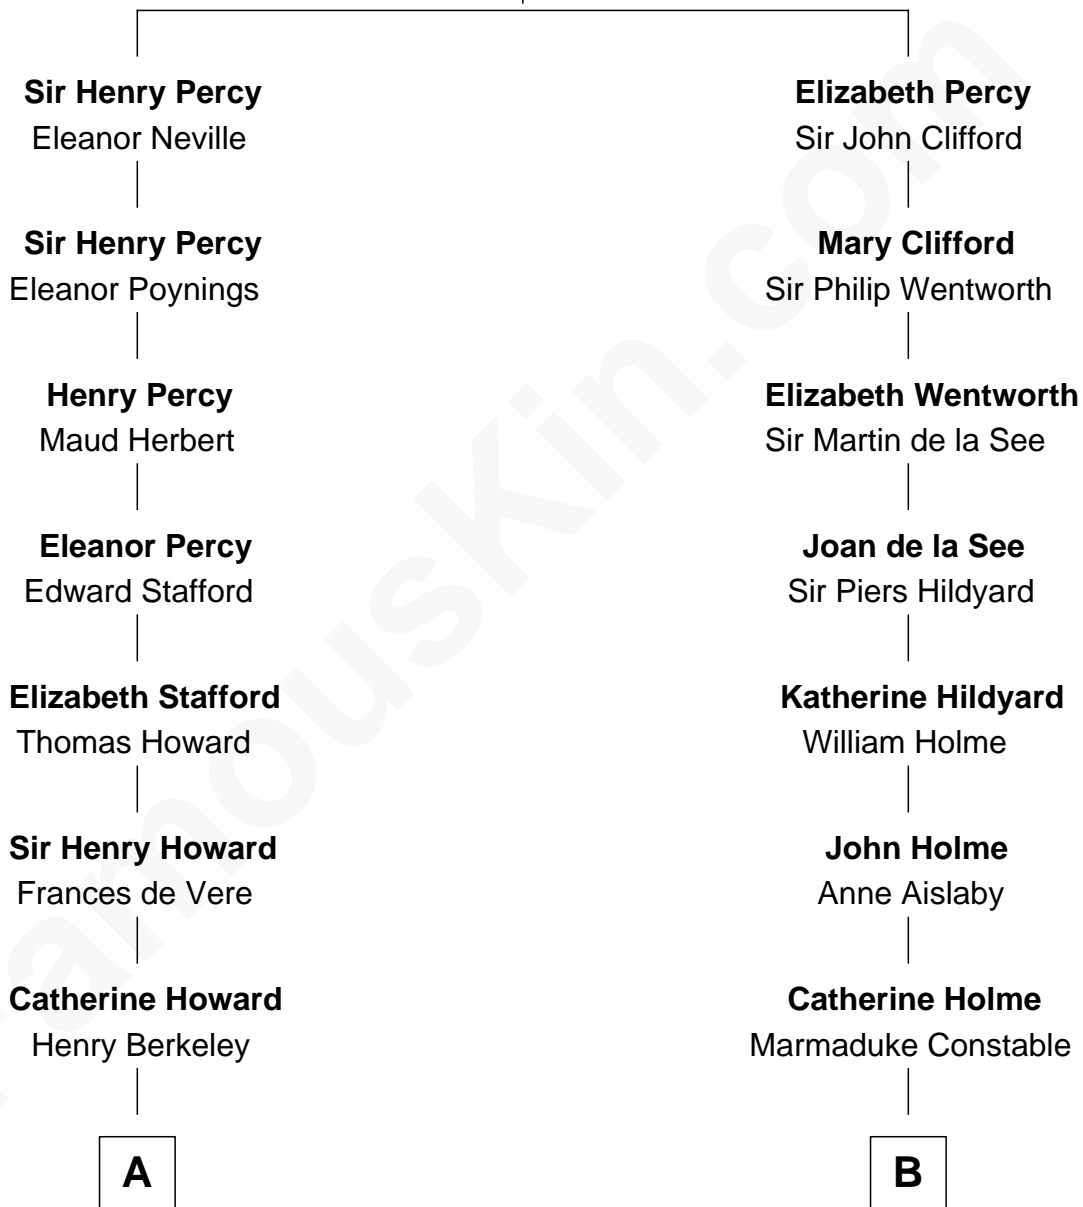 Sir Henry Percy
Eleanor Neville
Sir Henry Percy
Eleanor Poynings
Henry Percy
Maud Herbert
Eleanor Percy
Edward Stafford
Elizabeth Stafford
Thomas Howard
Sir Henry Howard
Frances de Vere
Catherine Howard
Henry Berkeley
A
Elizabeth Percy
Sir John Clifford
Mary Clifford
Sir Philip Wentworth
Elizabeth Wentworth
Sir Martin de la See
Joan de la See
Sir Piers Hildyard
Katherine Hildyard
William Holme
John Holme
Anne Aislaby
Catherine Holme
Marmaduke Constable
B
FamousKin.com